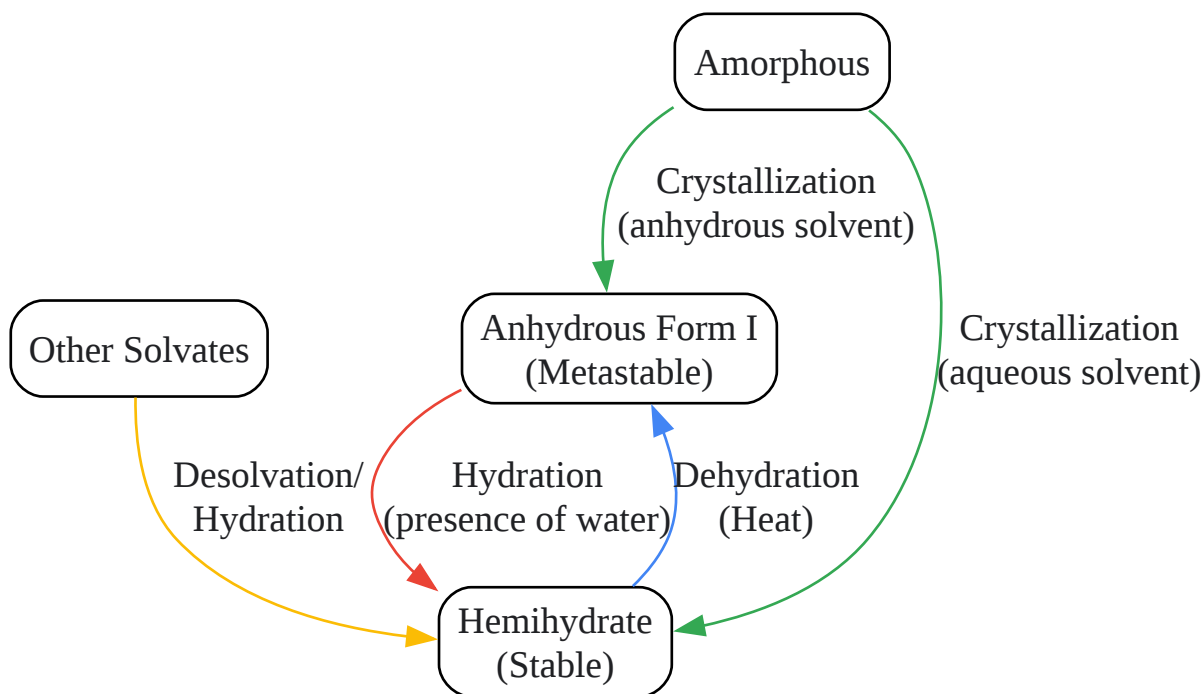 Amorphous
Crystallization
(anhydrous solvent)
Anhydrous Form I
(Metastable)
Other Solvates
Crystallization
(aqueous solvent)
Desolvation/
Hydration
Hydration
(presence of water)
Dehydration
(Heat)
Hemihydrate
(Stable)